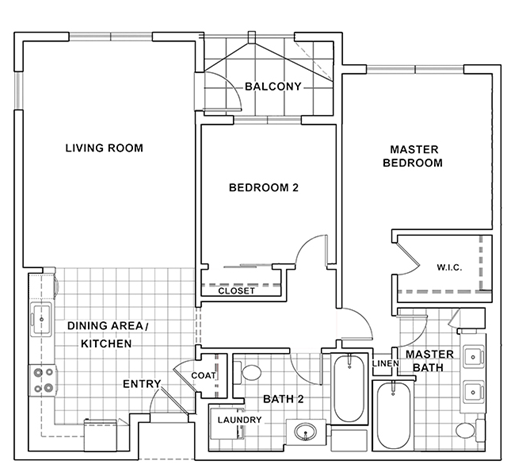 BALCONY
LIVING ROOM
MASTER
BEDROOM
BEDROOM 2
W.I.C.
CLOSET
DINING AREA /
KITCHEN
LINEN
MASTER
BATH
COAT
ENTRY
BATH 2
LAUNDRY